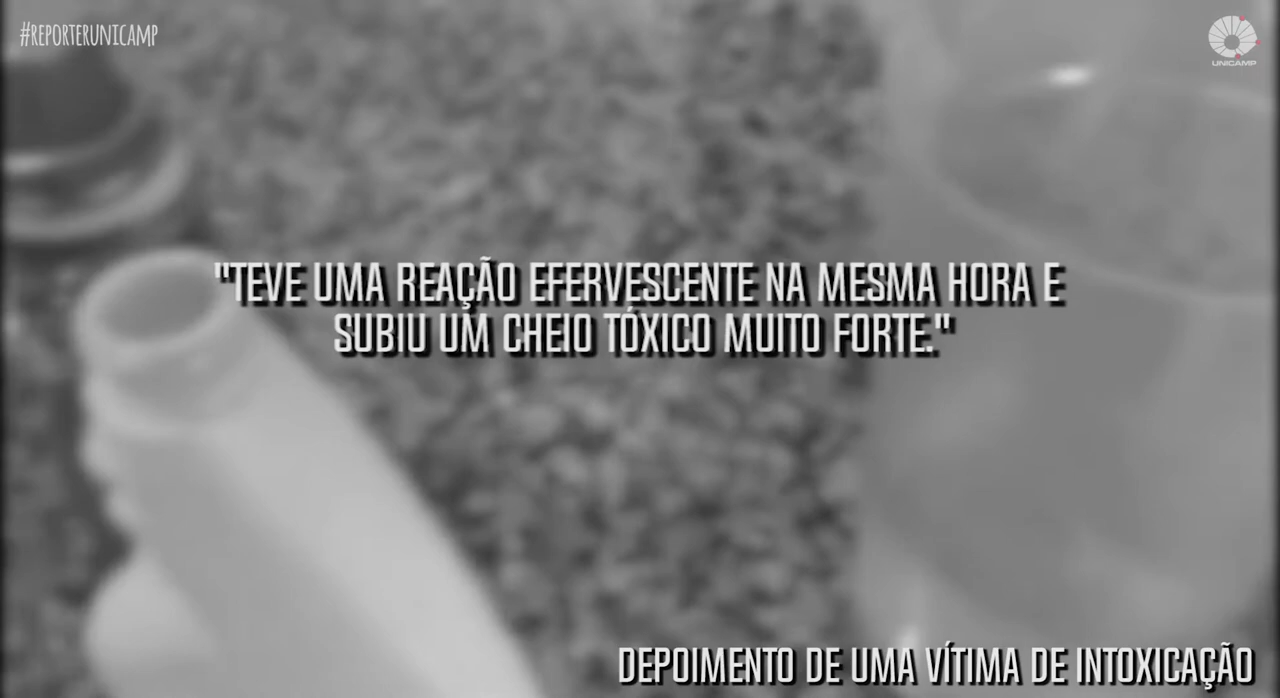 #REPORTERUNICAMP
UNICAMP
"TEVE UMA REAÇÃO EFERVESCENTE NA MESMA HORA E
SUBIU UM CHEIO TÓXICO MUITO FORTE."
DEPOIMENTO DE UMA VÍTIMA DE INTOXICAÇÃO